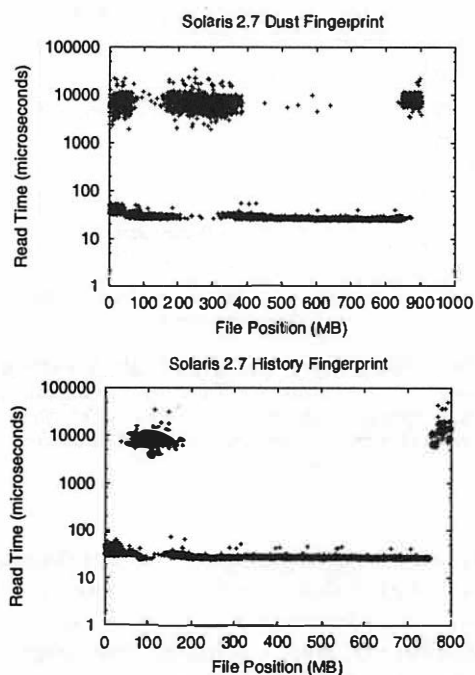 Solaris 2.7 Dust Fingerprint
100000
10000
1000
100
10
1
Read Time (microseconds)
0 100 200 300 400 500 600 700 800 900 1000
File Position (MB)
Solaris 2.7 History Fingerprint
100000
10000
1000
100
10
1
Read Time (microseconds)
0 100 200 300 400 500 600 700 800
File Position (MB)